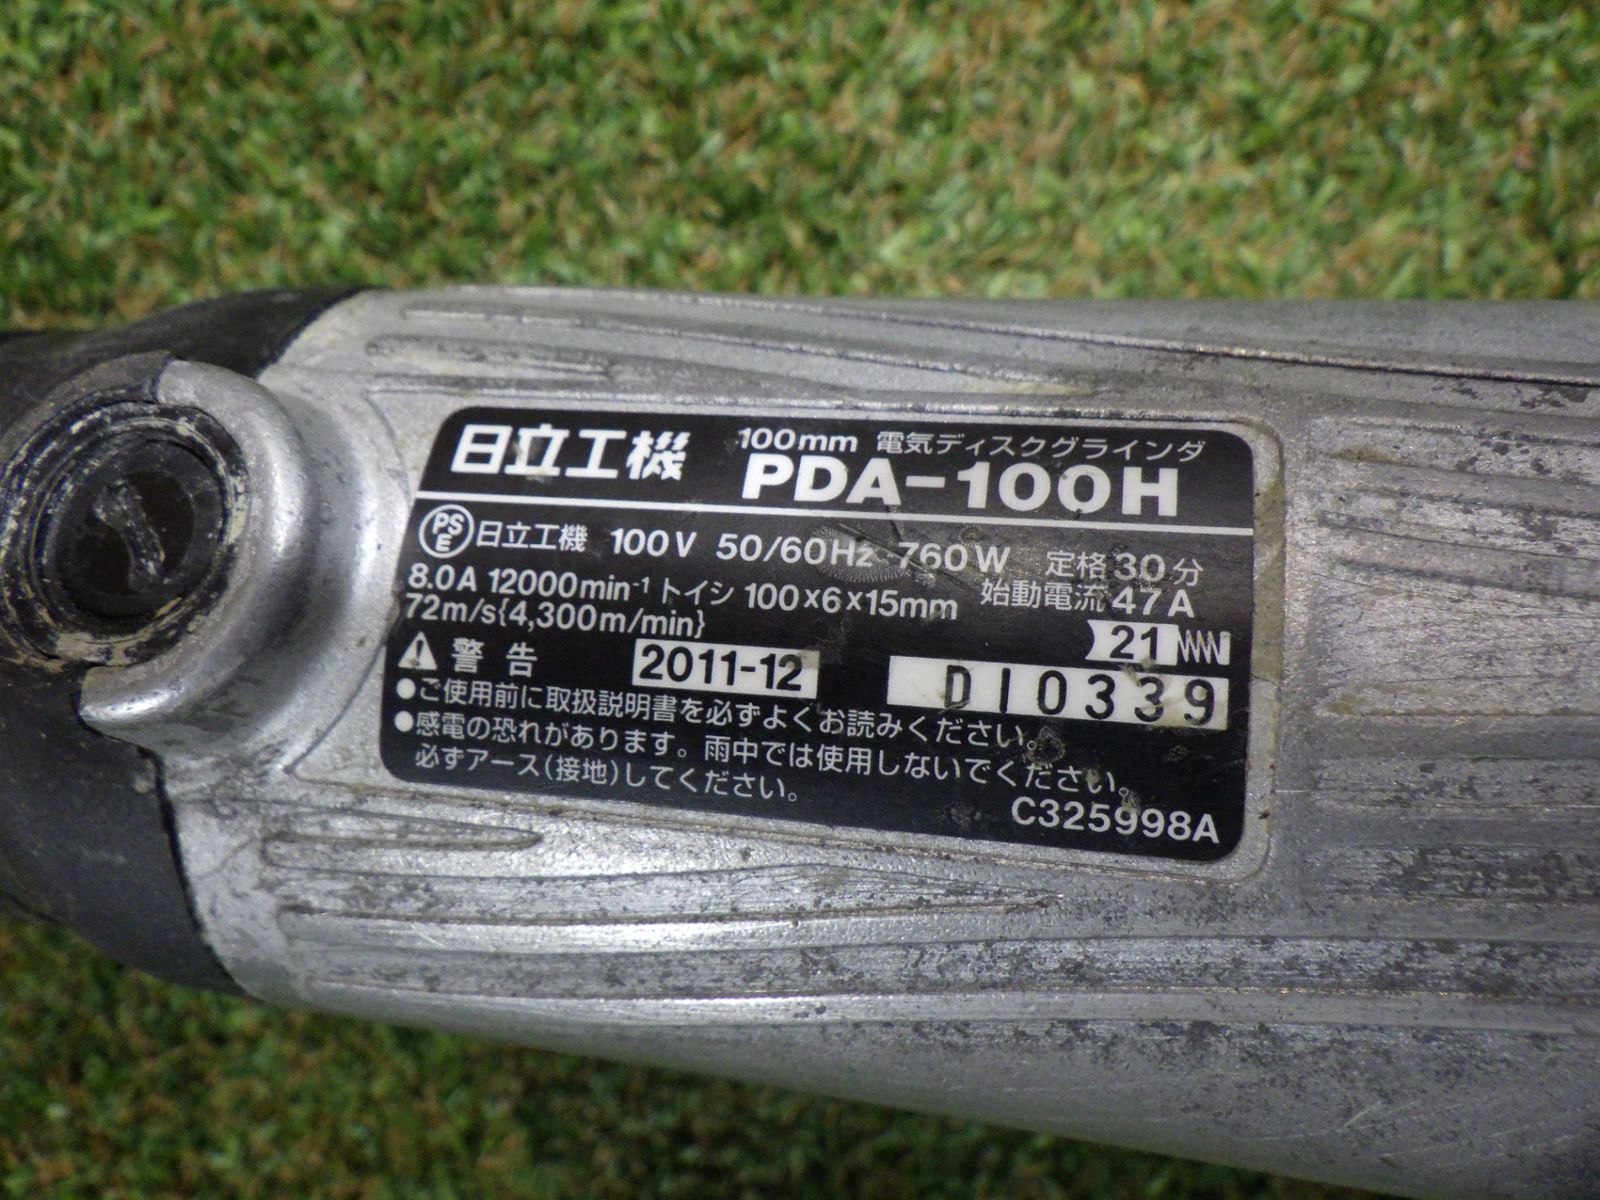 日立工機 100mm 電気ディスクグラインダ
PDA-100H
PSE 日立工機 100V 50/60Hz 760W 定格30分
8.0A 12000min⁻¹ トイシ 100×6×15mm 始動電流47A
72m/s{4,300m/min}
21
警告 2011-12 D10339
●ご使用前に取扱説明書を必ずよくお読みください。
●感電の恐れがあります。雨中では使用しないでください。
必ずアース(接地)してください。
C325998A